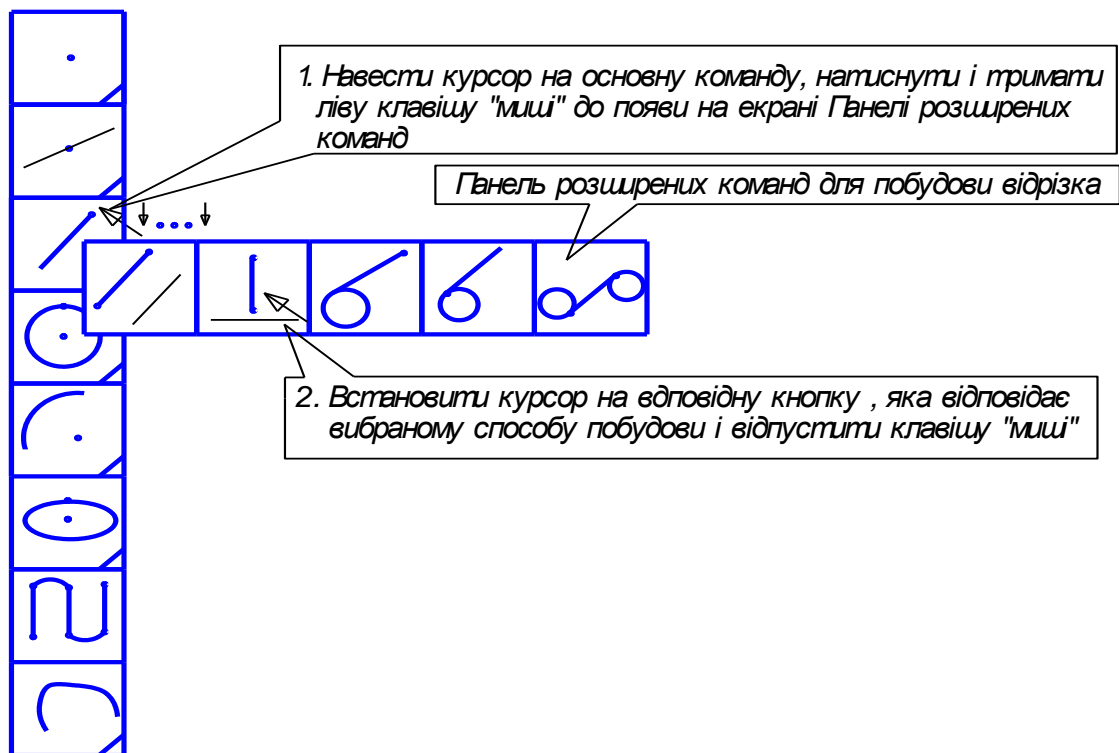 1. Навести курсор на основну команду, натиснути і тримати
ліву клавішу "миші" до появи на екрані Панелі розширених
команд
Панель розширених команд для побудови відрізка
2. Встановити курсор на вдповідну кнопку , яка відповідає
вибраному способу побудови і відпустити клавішу "миші"